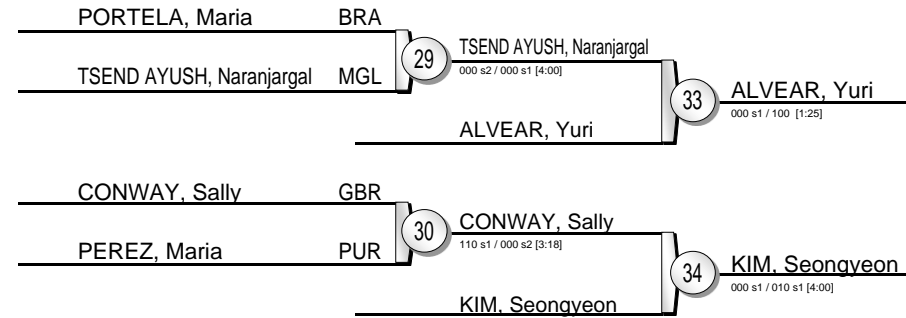 PORTELA, Maria BRA
TSEND AYUSH, Naranjargal MGL
29
TSEND AYUSH, Naranjargal
000 s2 / 000 s1 [4:00]
ALVEAR, Yuri
33
ALVEAR, Yuri
000 s1 / 100 [1:25]
CONWAY, Sally GBR
PEREZ, Maria PUR
30
CONWAY, Sally
110 s1 / 000 s2 [3:18]
KIM, Seongyeon
34
KIM, Seongyeon
000 s1 / 010 s1 [4:00]